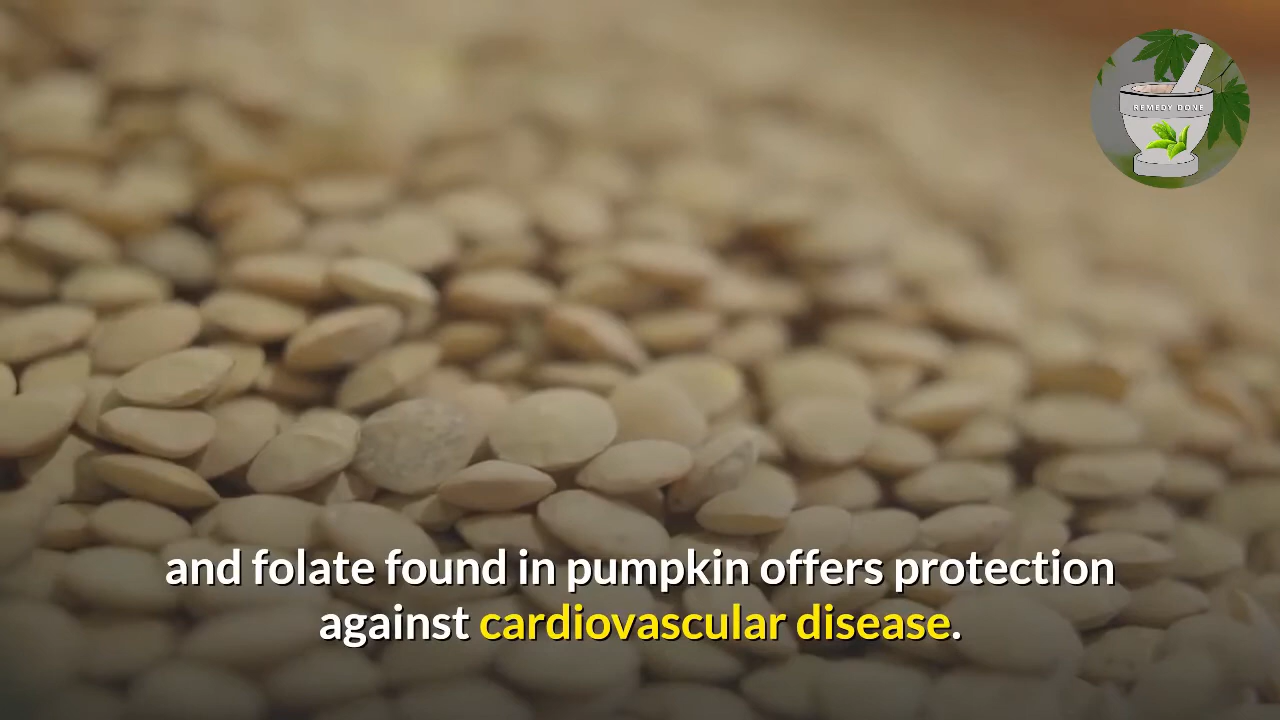 REMEDY DONE
and folate found in pumpkin offers protection
against cardiovascular disease.